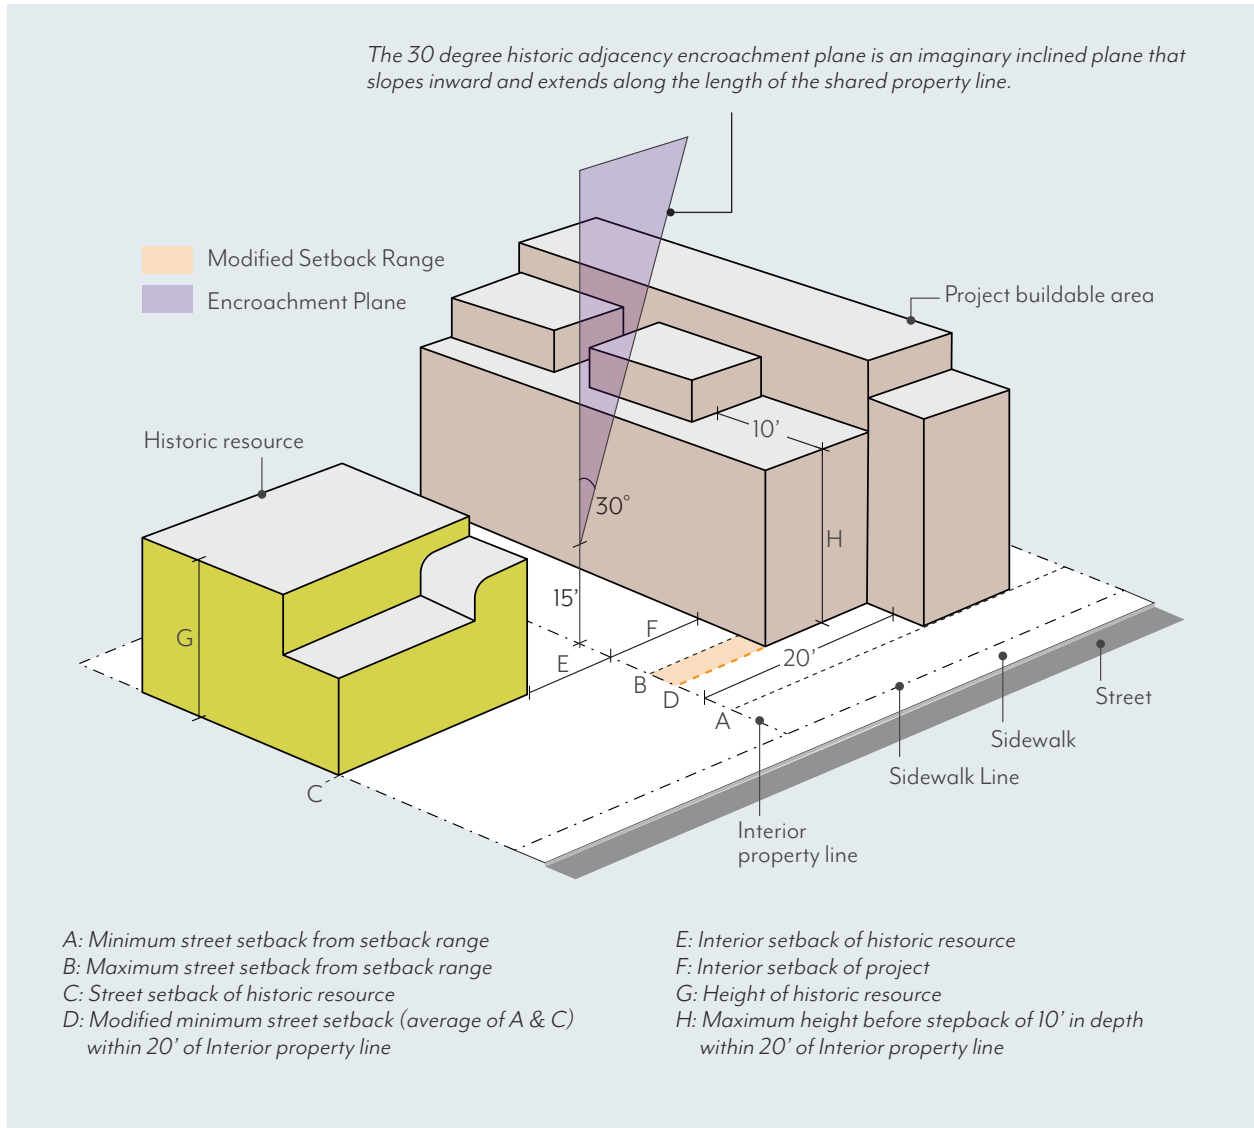 The 30 degree historic adjacency encroachment plane is an imaginary inclined plane that
slopes inward and extends along the length of the shared property line.
Modified Setback Range
Encroachment Plane
Project buildable area
Historic resource
10’
30°
H
G
15’
F
E
20’
B
D
A
C
Street
Sidewalk
Sidewalk Line
Interior
property line
A: Minimum street setback from setback range
B: Maximum street setback from setback range
C: Street setback of historic resource
D: Modified minimum street setback (average of A & C)
within 20’ of Interior property line
E: Interior setback of historic resource
F: Interior setback of project
G: Height of historic resource
H: Maximum height before stepback of 10’ in depth
within 20’ of Interior property line